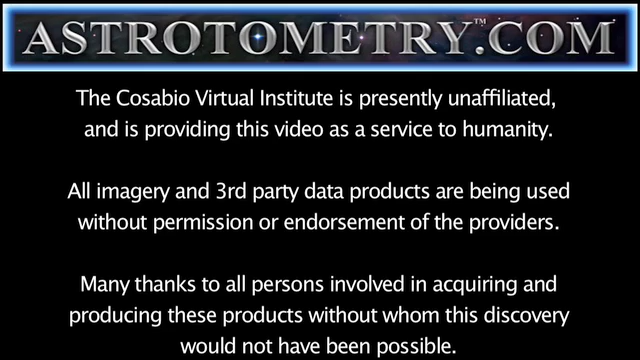 ASTROTOMETRY.COM™
The Cosabio Virtual Institute is presently unaffiliated,
and is providing this video as a service to humanity.
All imagery and 3rd party data products are being used
without permission or endorsement of the providers.
Many thanks to all persons involved in acquiring and
producing these products without whom this discovery
would not have been possible.